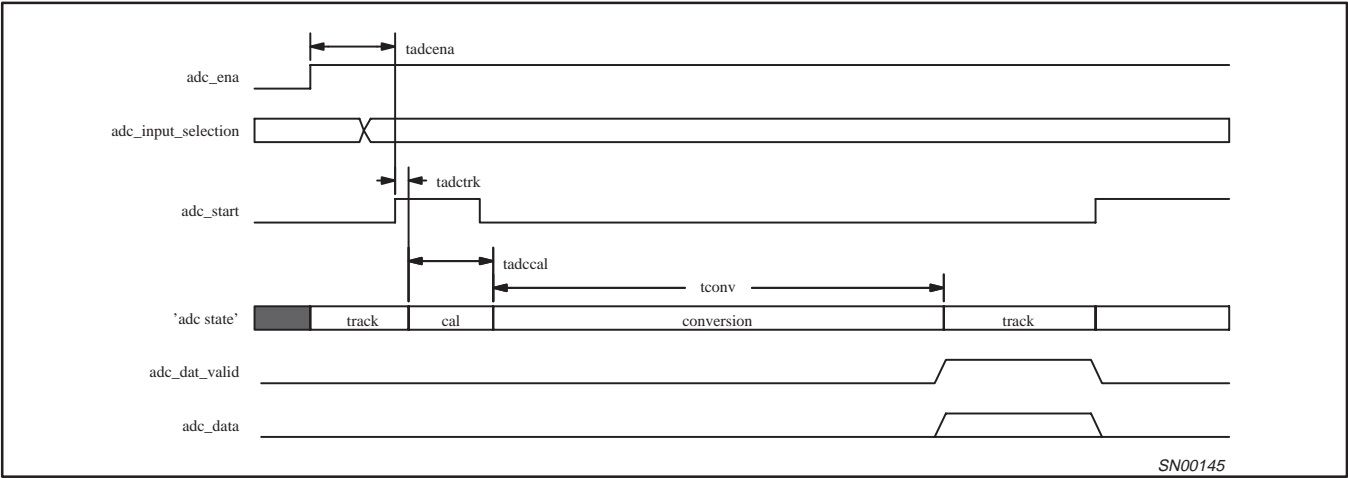 tadcena
adc_ena
adc_input_selection
tadctrk
adc_start
tadccal
tconv
'adc state'
track
cal
conversion
track
adc_dat_valid
adc_data
SN00145